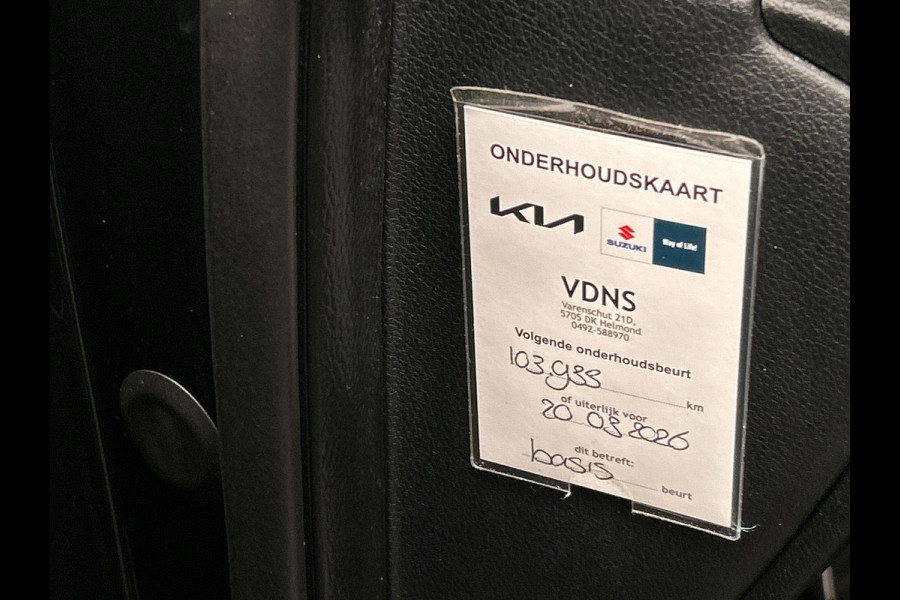 ONDERHOUDSKAART
KIA SUZUKI Way of Life!
VDNS
Varenschut 21D,
5705 DK Helmond
0492-588970
Volgende onderhoudsbeurt
103.933 km
of uiterlijk voor
20 03 2026
dit betreft:
basis beurt